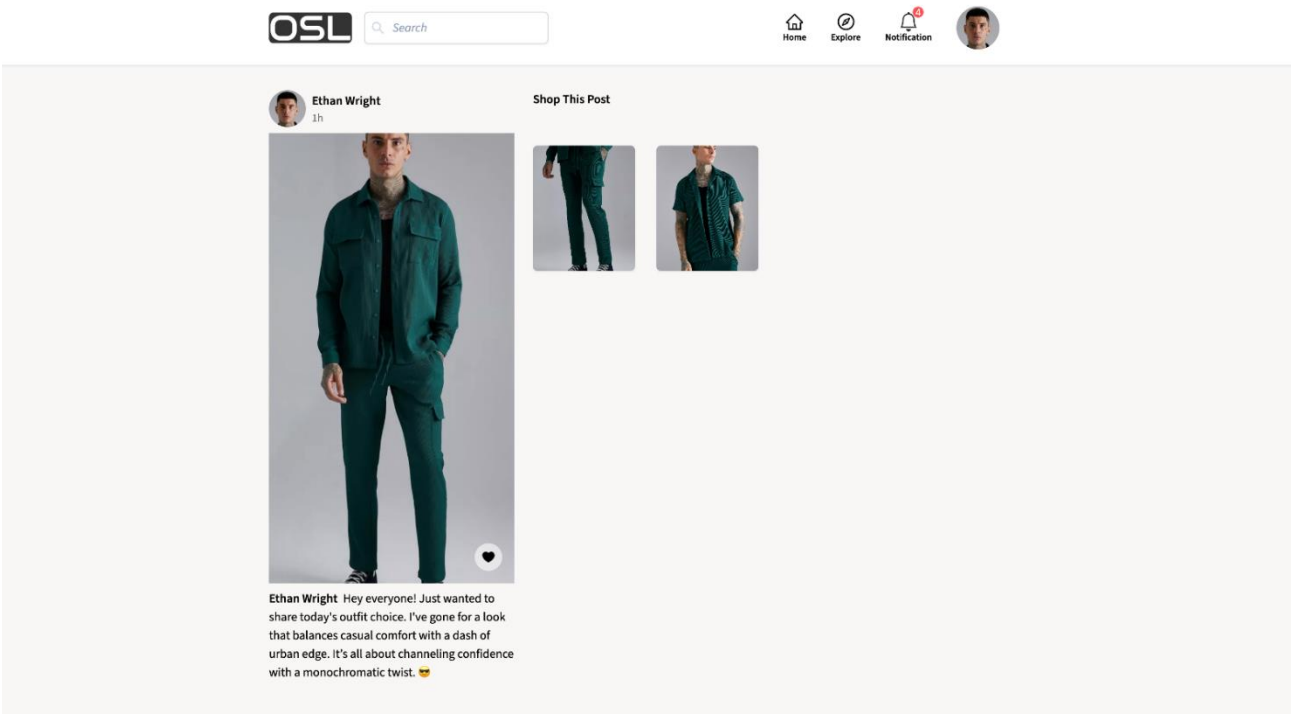 OSL
Search
Home
Explore
4
Notification
Ethan Wright
1h
Shop This Post
Ethan Wright Hey everyone! Just wanted to
share today's outfit choice. I've gone for a look
that balances casual comfort with a dash of
urban edge. It's all about channeling confidence
with a monochromatic twist. 😎